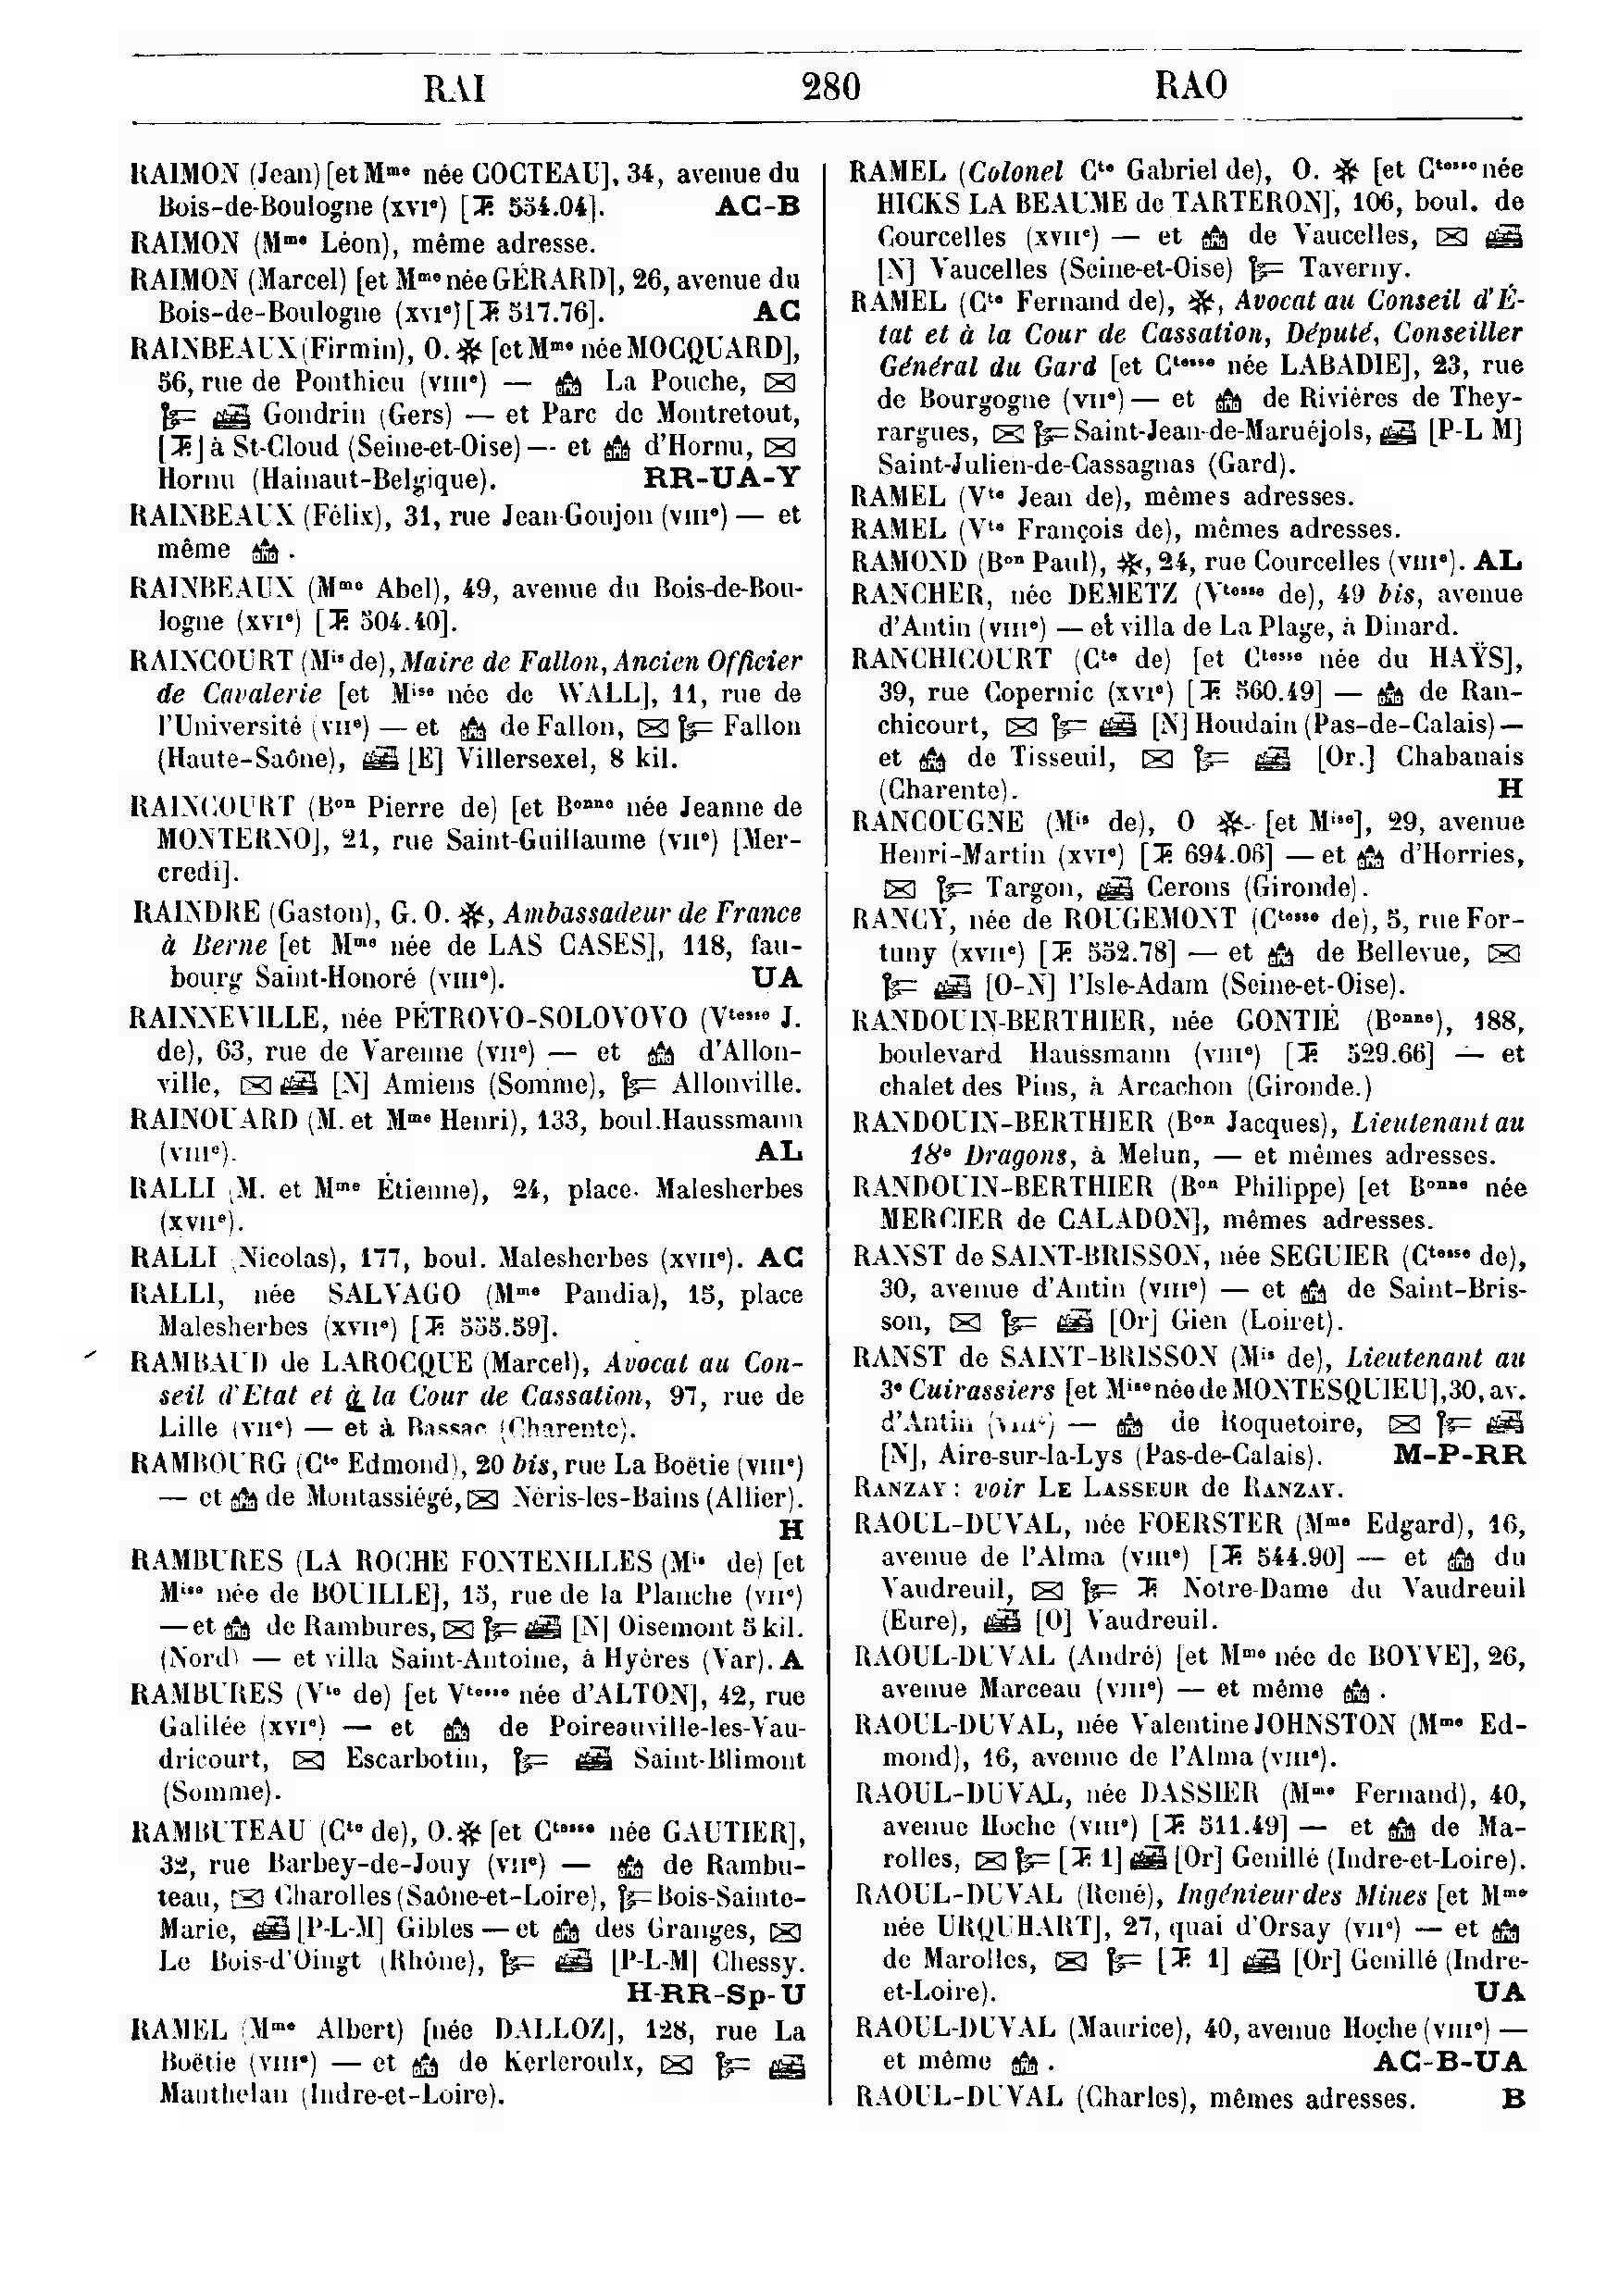 RAI 280 RAO
RAIMON (Jean) [et Mme née COCTEAU], 34, avenue du
Bois-de-Boulogne (XVIe) [T. 554.04]. AC-B
RAIMON (Mme Léon), même adresse.
RAIMON (Marcel) [et Mme née GÉRARD], 26, avenue du
Bois-de-Boulogne (XVIe) [T. 517.76]. AC
RAINBEAUX (Firmin), O. ✻ [et Mme née MOCQUARD],
56, rue de Ponthieu (VIIIe) — La Pouche,
Gondrin (Gers) — et Parc de Montretout,
[T.] à St-Cloud (Seine-et-Oise) — et d'Hornu,
Hornu (Hainaut-Belgique). RR-UA-Y
RAINBEAUX (Félix), 31, rue Jean-Goujon (VIIIe) — et
même .
RAINBEAUX (Mme Abel), 49, avenue du Bois-de-Bou-
logne (XVIe) [T. 504.40].
RAINCOURT (Mis de), Maire de Fallon, Ancien Officier
de Cavalerie [et Mise née de WALL], 11, rue de
l'Université (VIIe) — et de Fallon, Fallon
(Haute-Saône), [E] Villersexel, 8 kil.
RAINCOURT (Bon Pierre de) [et Bonne née Jeanne de
MONTERNO], 21, rue Saint-Guillaume (VIIe) [Mer-
credi].
RAINDRE (Gaston), G. O. ✻, Ambassadeur de France
à Berne [et Mme née de LAS CASES], 118, fau-
bourg Saint-Honoré (VIIIe). UA
RAINNEVILLE, née PÉTROVO-SOLOVOVO (Vtesse J.
de), 63, rue de Varenne (VIIe) — et d'Allon-
ville, [N] Amiens (Somme), Allonville.
RAINOUARD (M. et Mme Henri), 133, boul. Haussmann
(VIIIe). AL
RALLI (M. et Mme Étienne), 24, place Malesherbes
(XVIIe).
RALLI (Nicolas), 177, boul. Malesherbes (XVIIe). AC
RALLI, née SALVAGO (Mme Pandia), 15, place
Malesherbes (XVIIe) [T. 555.59].
RAMBAUD de LAROCQUE (Marcel), Avocat au Con-
seil d'Etat et à la Cour de Cassation, 97, rue de
Lille (VIIe) — et à Bassac (Charente).
RAMBOURG (Cte Edmond), 20 bis, rue La Boëtie (VIIIe)
— et de Montassiégé, Néris-les-Bains (Allier).
H
RAMBURES (LA ROCHE FONTENILLES (Mis de) [et
Mise née de BOUILLE], 15, rue de la Planche (VIIe)
— et de Rambures, [N] Oisemont 5 kil.
(Nord) — et villa Saint-Antoine, à Hyères (Var). A
RAMBURES (Vte de) [et Vtesse née d'ALTON], 42, rue
Galilée (XVIe) — et de Poireauville-les-Vau-
dricourt, Escarbotin, Saint-Blimont
(Somme).
RAMBUTEAU (Cte de), O. ✻ [et Ctesse née GAUTIER],
32, rue Barbey-de-Jouy (VIIe) — de Rambu-
teau, Charolles (Saône-et-Loire), Bois-Sainte-
Marie, [P-L-M] Gibles — et des Granges,
Le Bois-d'Oingt (Rhône), [P-L-M] Chessy.
H-RR-Sp-U
RAMEL (Mme Albert) [née DALLOZ], 128, rue La
Boëtie (VIIIe) — et de Kerleroulx,
Manthelan (Indre-et-Loire).
RAMEL (Colonel Cte Gabriel de), O. ✻ [et Ctesse née
HICKS LA BEAUME de TARTERON], 106, boul. de
Courcelles (XVIIe) — et de Vaucelles,
[N] Vaucelles (Seine-et-Oise) Taverny.
RAMEL (Cte Fernand de), ✻, Avocat au Conseil d'É-
tat et à la Cour de Cassation, Député, Conseiller
Général du Gard [et Ctesse née LABADIE], 23, rue
de Bourgogne (VIIe) — et de Rivières de They-
rargues, Saint-Jean-de-Maruéjols, [P-L M]
Saint-Julien-de-Cassagnas (Gard).
RAMEL (Vte Jean de), mêmes adresses.
RAMEL (Vte François de), mêmes adresses.
RAMOND (Bon Paul), ✻, 24, rue Courcelles (VIIIe). AL
RANCHER, née DEMETZ (Vtesse de), 49 bis, avenue
d'Antin (VIIIe) — et villa de La Plage, à Dinard.
RANCHICOURT (Cte de) [et Ctesse née du HAŸS],
39, rue Copernic (XVIe) [T. 560.49] — de Ran-
chicourt, [N] Houdain (Pas-de-Calais) —
et de Tisseuil, [Or.] Chabanais
(Charente). H
RANCOUGNE (Mis de), O ✻ [et Mise], 29, avenue
Henri-Martin (XVIe) [T. 694.06] — et d'Horries,
Targon, Cerons (Gironde).
RANCY, née de ROUGEMONT (Ctesse de), 5, rue For-
tuny (XVIIe) [T. 552.78] — et de Bellevue,
[O-N] l'Isle-Adam (Seine-et-Oise).
RANDOUIN-BERTHIER, née GONTIÉ (Bonne), 188,
boulevard Haussmann (VIIIe) [T. 529.66] — et
chalet des Pins, à Arcachon (Gironde.)
RANDOUIN-BERTHIER (Bon Jacques), Lieutenant au
18e Dragons, à Melun, — et mêmes adresses.
RANDOUIN-BERTHIER (Bon Philippe) [et Bonne née
MERCIER de CALADON], mêmes adresses.
RANST de SAINT-BRISSON, née SEGUIER (Ctesse de),
30, avenue d'Antin (VIIIe) — et de Saint-Bris-
son, [Or] Gien (Loiret).
RANST de SAINT-BRISSON (Mis de), Lieutenant au
3e Cuirassiers [et Mise née de MONTESQUIEU], 30, av.
d'Antin (VIIIe) — de Roquetoire,
[N], Aire-sur-la-Lys (Pas-de-Calais). M-P-RR
RANZAY : voir LE LASSEUR de RANZAY.
RAOUL-DUVAL, née FOERSTER (Mme Edgard), 16,
avenue de l'Alma (VIIIe) [T. 544.90] — et du
Vaudreuil, T. Notre-Dame du Vaudreuil
(Eure), [O] Vaudreuil.
RAOUL-DUVAL (André) [et Mme née de BOYVE], 26,
avenue Marceau (VIIIe) — et même .
RAOUL-DUVAL, née Valentine JOHNSTON (Mme Ed-
mond), 16, avenue de l'Alma (VIIIe).
RAOUL-DUVAL, née DASSIER (Mme Fernand), 40,
avenue Hoche (VIIIe) [T. 511.49] — et de Ma-
rolles, [T. 1] [Or] Genillé (Indre-et-Loire).
RAOUL-DUVAL (René), Ingénieur des Mines [et Mme
née URQUHART], 27, quai d'Orsay (VIIe) — et
de Marolles, [T. 1] [Or] Genillé (Indre-
et-Loire). UA
RAOUL-DUVAL (Maurice), 40, avenue Hoche (VIIIe) —
et même . AC-B-UA
RAOUL-DUVAL (Charles), mêmes adresses. B